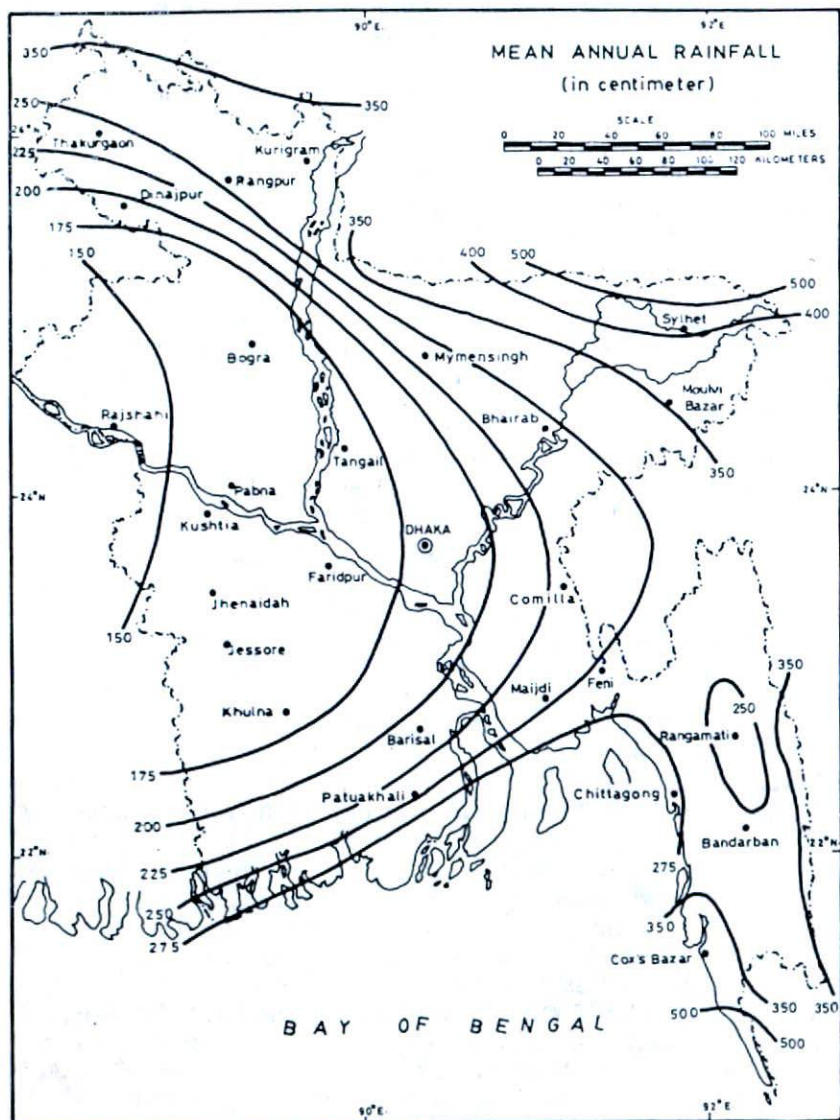 90°E.
92°E
MEAN ANNUAL RAINFALL
(in centimeter)
SCALE
0 20 40 60 80 100 MILES
0 20 40 60 80 100 120 KILOMETERS
350
350
250
24°N
Thakurgaon
Kurigram
225
Rangpur
200
Dinajpur
175
150
350
400
500
500
400
Sylhet
Bogra
Mymensingh
Moulvi
Bazar
Rajshahi
Bhairab
Tangail
350
24°N
24°N
Pabna
Kushtia
DHAKA
Faridpur
Jhenaidah
Comilla
150
Jessore
Feni
350
Maijdi
250
Khulna
Barisal
Rangamati
175
Patuakhali
Chittagong
200
Bandarban
22°N
22°N
225
275
250
350
275
Cox's Bazar
350
350
500
BAY OF BENGAL
500
90°E.
92°E